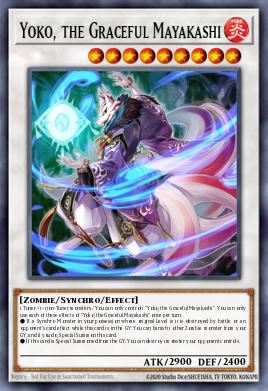 YOKO, THE GRACEFUL MAYAKASHI
炎
[ZOMBIE/SYNCHRO/EFFECT]
1 Tuner + 1+ non-Tuner monsters / You can only control 1 "Yoko, the Graceful Mayakashi". You can only
use each of these effects of "Yoko, the Graceful Mayakashi" once per turn.
● If a Synchro Monster in your possession whose original Level is is destroyed by battle or an
opponent's card effect while this card is in the GY: You can banish 1 other Zombie monster from your
GY, and if you do, Special Summon this card.
● If this card is Special Summoned from the GY: You can destroy 1 monster your opponent controls.
ATK/2900 DEF/2400
Replica - Not For Use in Sanctioned Tournaments
©2020 Studio Dice/SHUEISHA, TV TOKYO, KONAMI